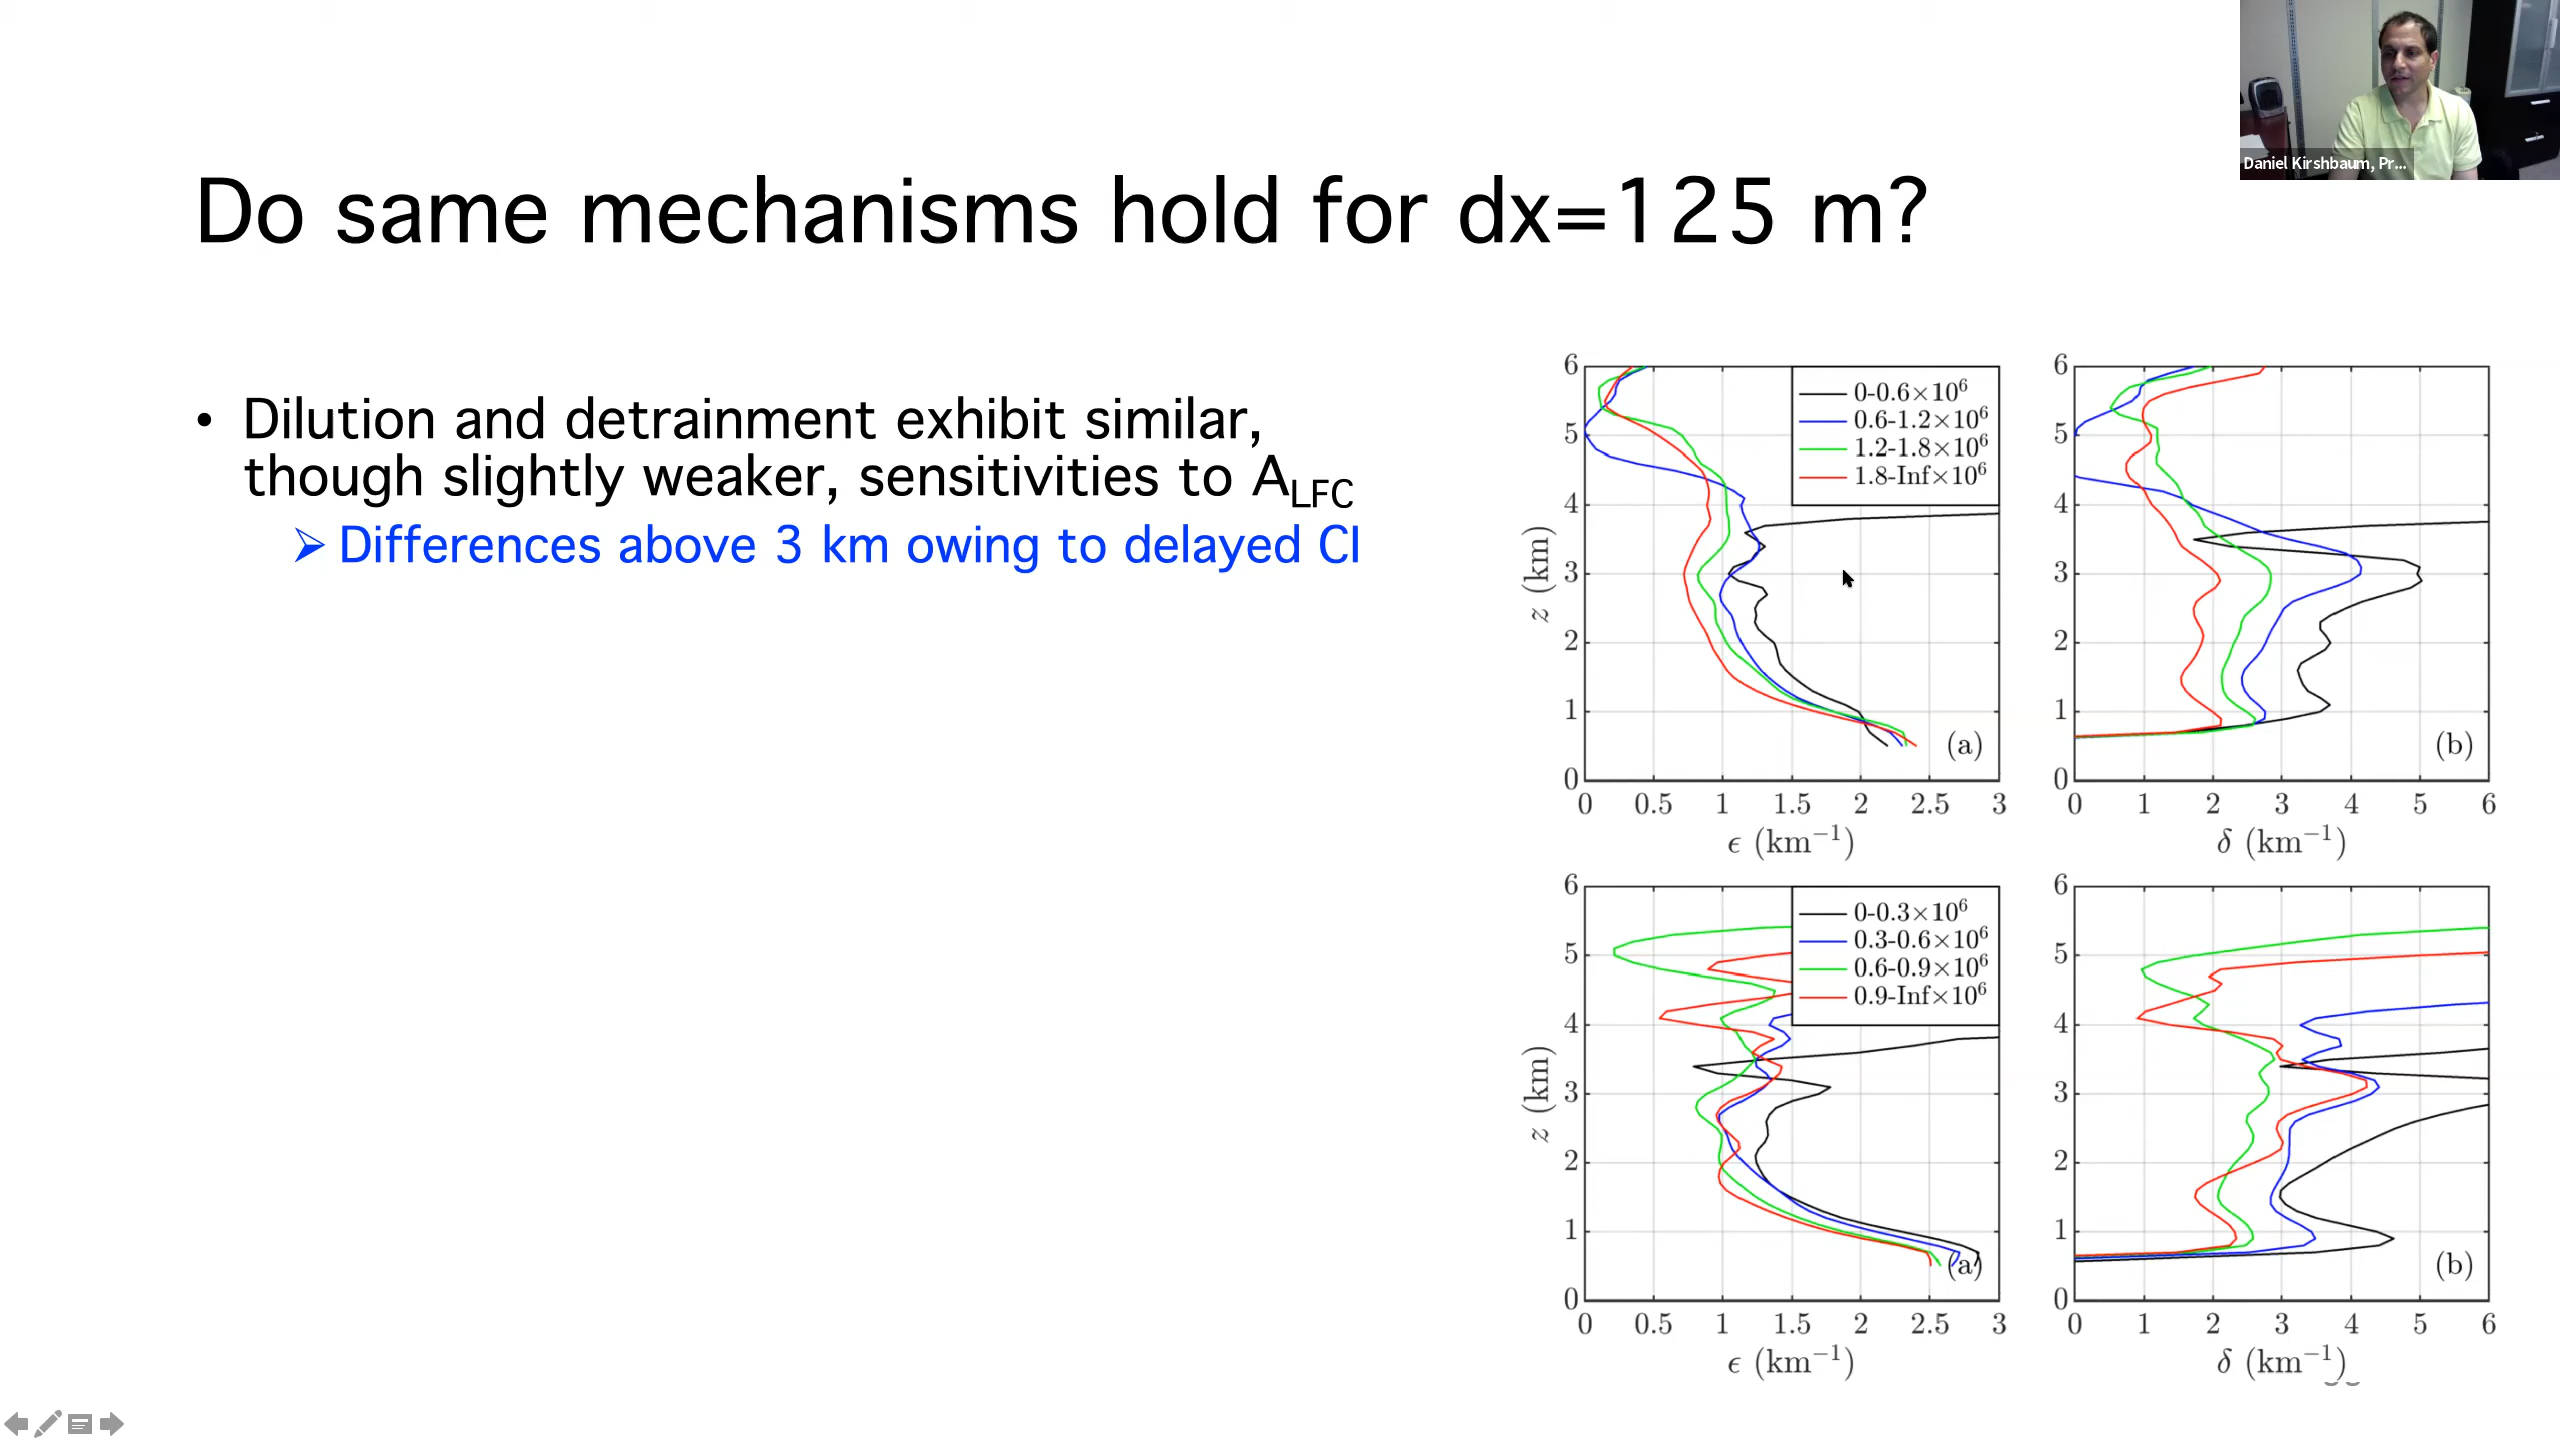 Daniel Kirshbaum, Pr...
Do same mechanisms hold for dx=125 m?
• Dilution and detrainment exhibit similar,
though slightly weaker, sensitivities to A_LFC
➢ Differences above 3 km owing to delayed CI
6
5
4
3
2
1
0
z (km)
0-0.6×10⁶
0.6-1.2×10⁶
1.2-1.8×10⁶
1.8-Inf×10⁶
(a)
0 0.5 1 1.5 2 2.5 3
ϵ (km⁻¹)
6
5
4
3
2
1
0
(b)
0 1 2 3 4 5 6
δ (km⁻¹)
6
5
4
3
2
1
0
z (km)
0-0.3×10⁶
0.3-0.6×10⁶
0.6-0.9×10⁶
0.9-Inf×10⁶
(a)
0 0.5 1 1.5 2 2.5 3
ϵ (km⁻¹)
6
5
4
3
2
1
0
(b)
0 1 2 3 4 5 6
δ (km⁻¹)